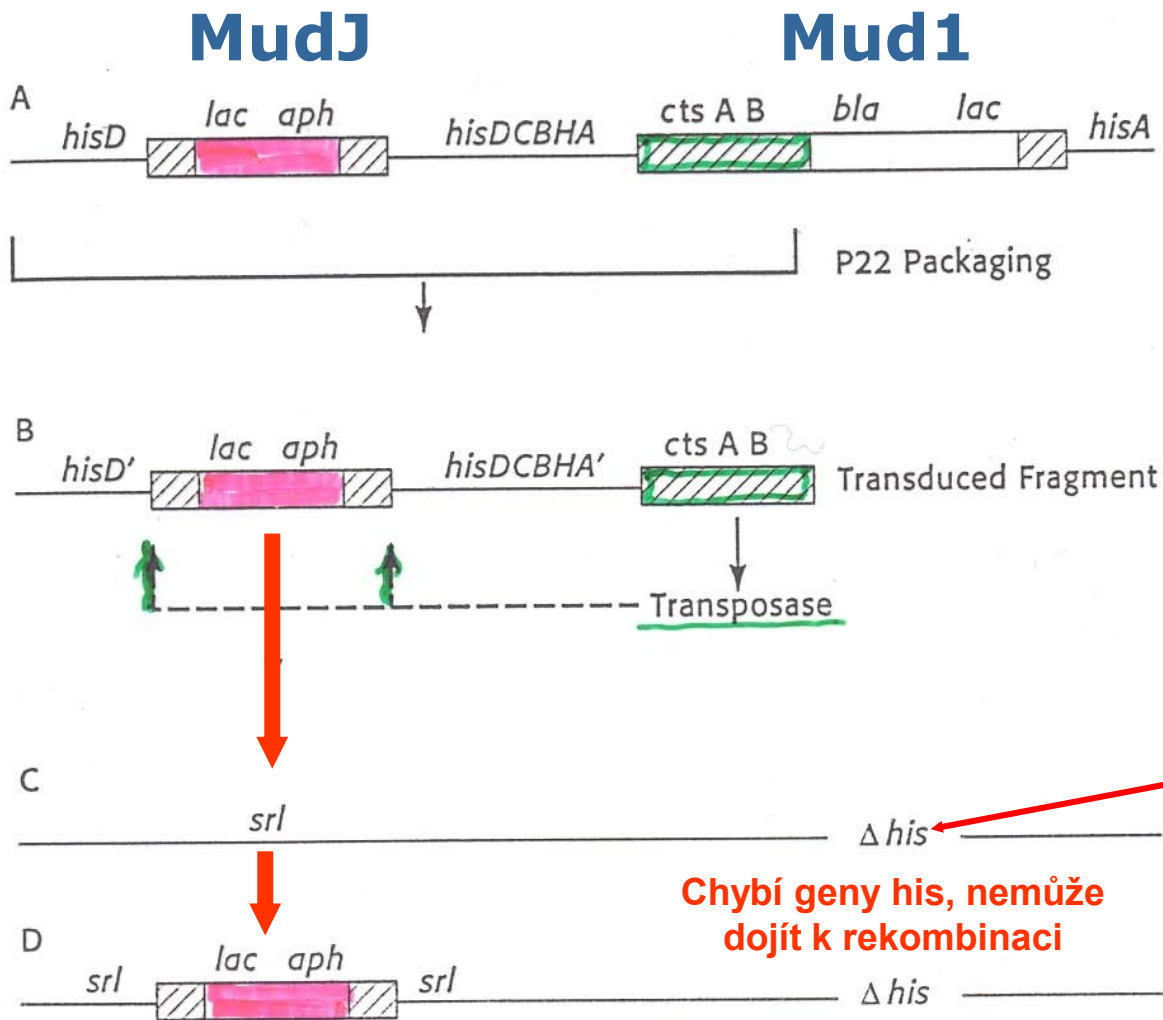 MudJ Mud1
A
hisD lac aph hisDCBHA cts A B bla lac hisA
P22 Packaging
B
hisD' lac aph hisDCBHA' cts A B Transduced Fragment
Transposase
C
srl Δ his
Chybí geny his, nemůže
dojít k rekombinaci
D
srl lac aph srl Δ his